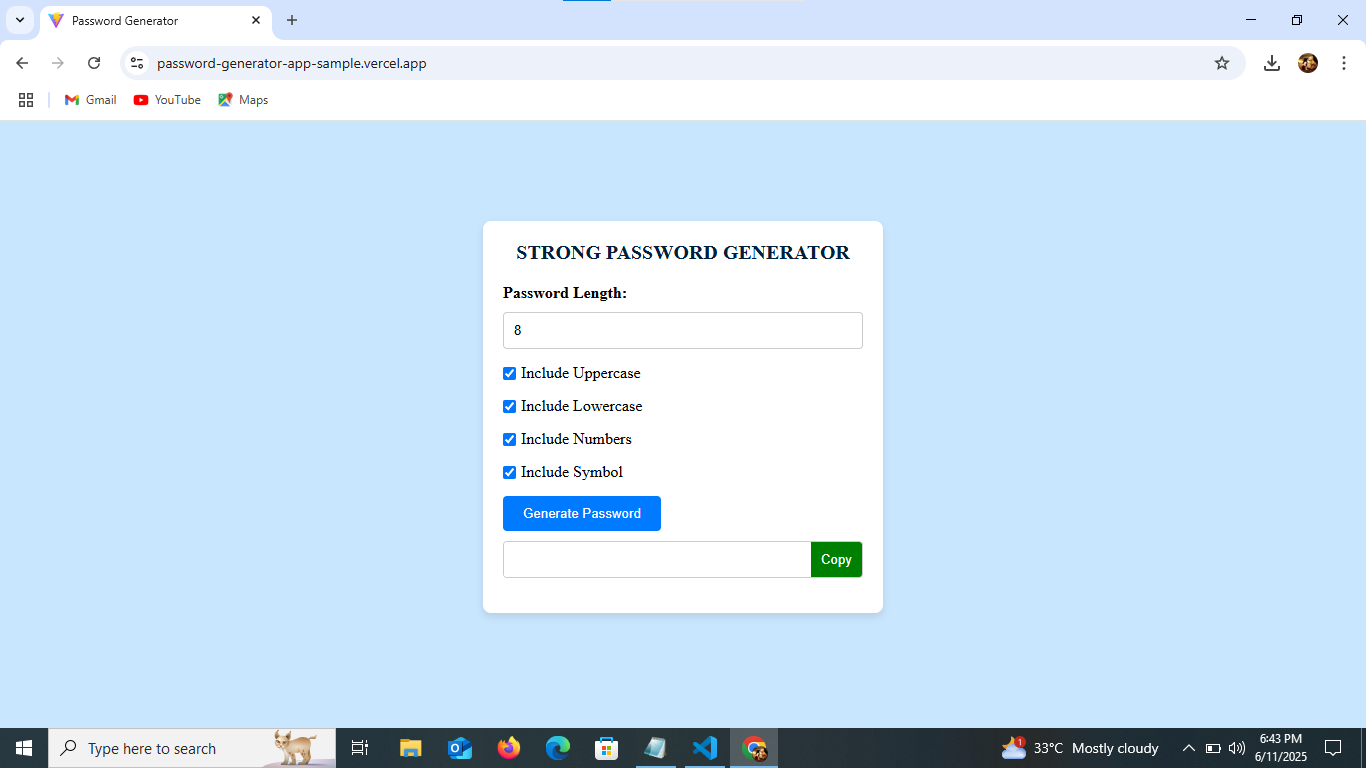 Password Generator
password-generator-app-sample.vercel.app
Gmail
YouTube
Maps
STRONG PASSWORD GENERATOR
Password Length:
8
Include Uppercase
Include Lowercase
Include Numbers
Include Symbol
Generate Password
Copy
Type here to search
1
33°C Mostly cloudy
6:43 PM
6/11/2025